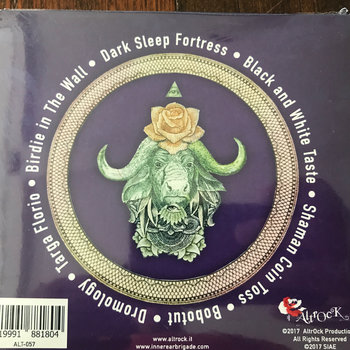 Dark Sleep Fortress • Black and White Taste • Shaman Coin Toss • Bobotut • Dromology • Targa Florio • Birdie in The Wall •
AltrOck
19991 881804
ALT-057
www.altrock.it
www.innerearbrigade.com
©2017 AltrOck Productio
All Rights Reserved
©2017 SIAE